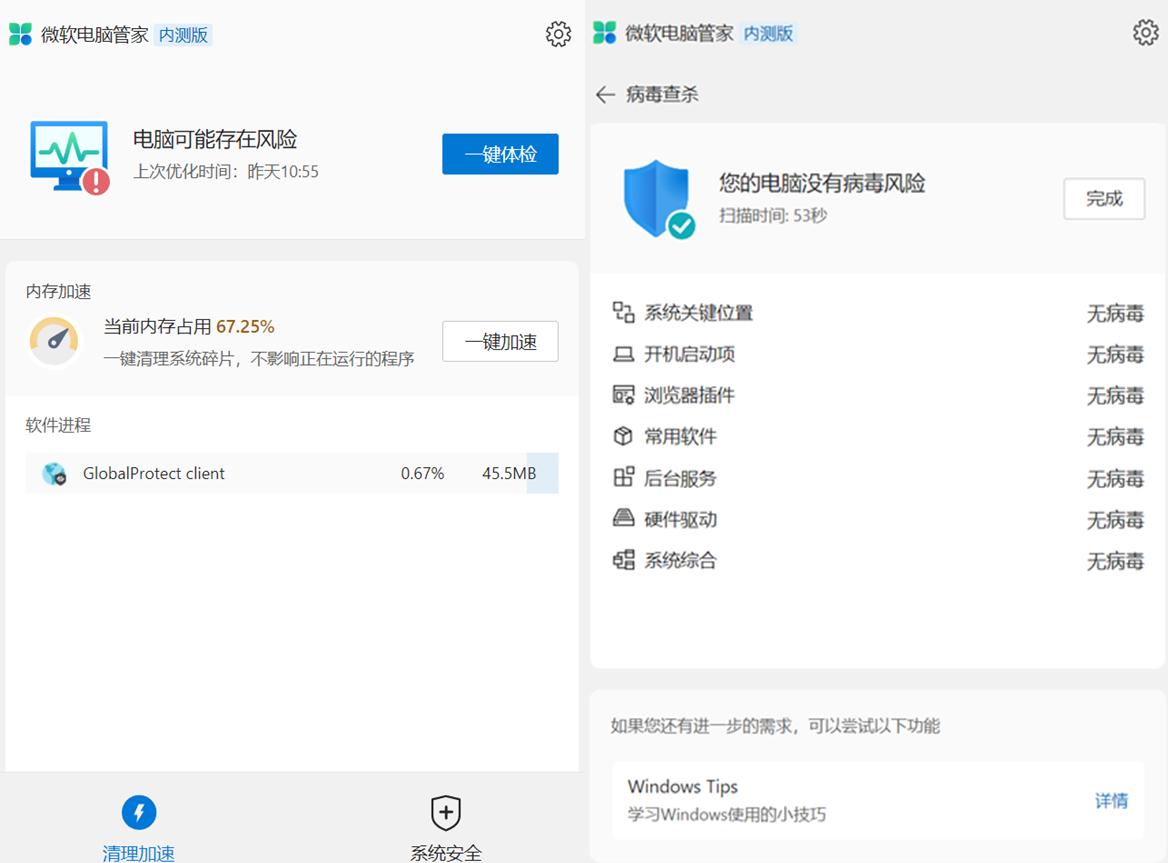 微软电脑管家 内测版
电脑可能存在风险
上次优化时间：昨天10:55
一键体检
内存加速
当前内存占用 67.25%
一键清理系统碎片，不影响正在运行的程序
一键加速
软件进程
GlobalProtect client 0.67% 45.5MB
清理加速
系统安全
微软电脑管家 内测版
病毒查杀
您的电脑没有病毒风险
扫描时间: 53秒
完成
系统关键位置 无病毒
开机启动项 无病毒
浏览器插件 无病毒
常用软件 无病毒
后台服务 无病毒
硬件驱动 无病毒
系统综合 无病毒
如果您还有进一步的需求，可以尝试以下功能
Windows Tips
学习Windows使用的小技巧
详情